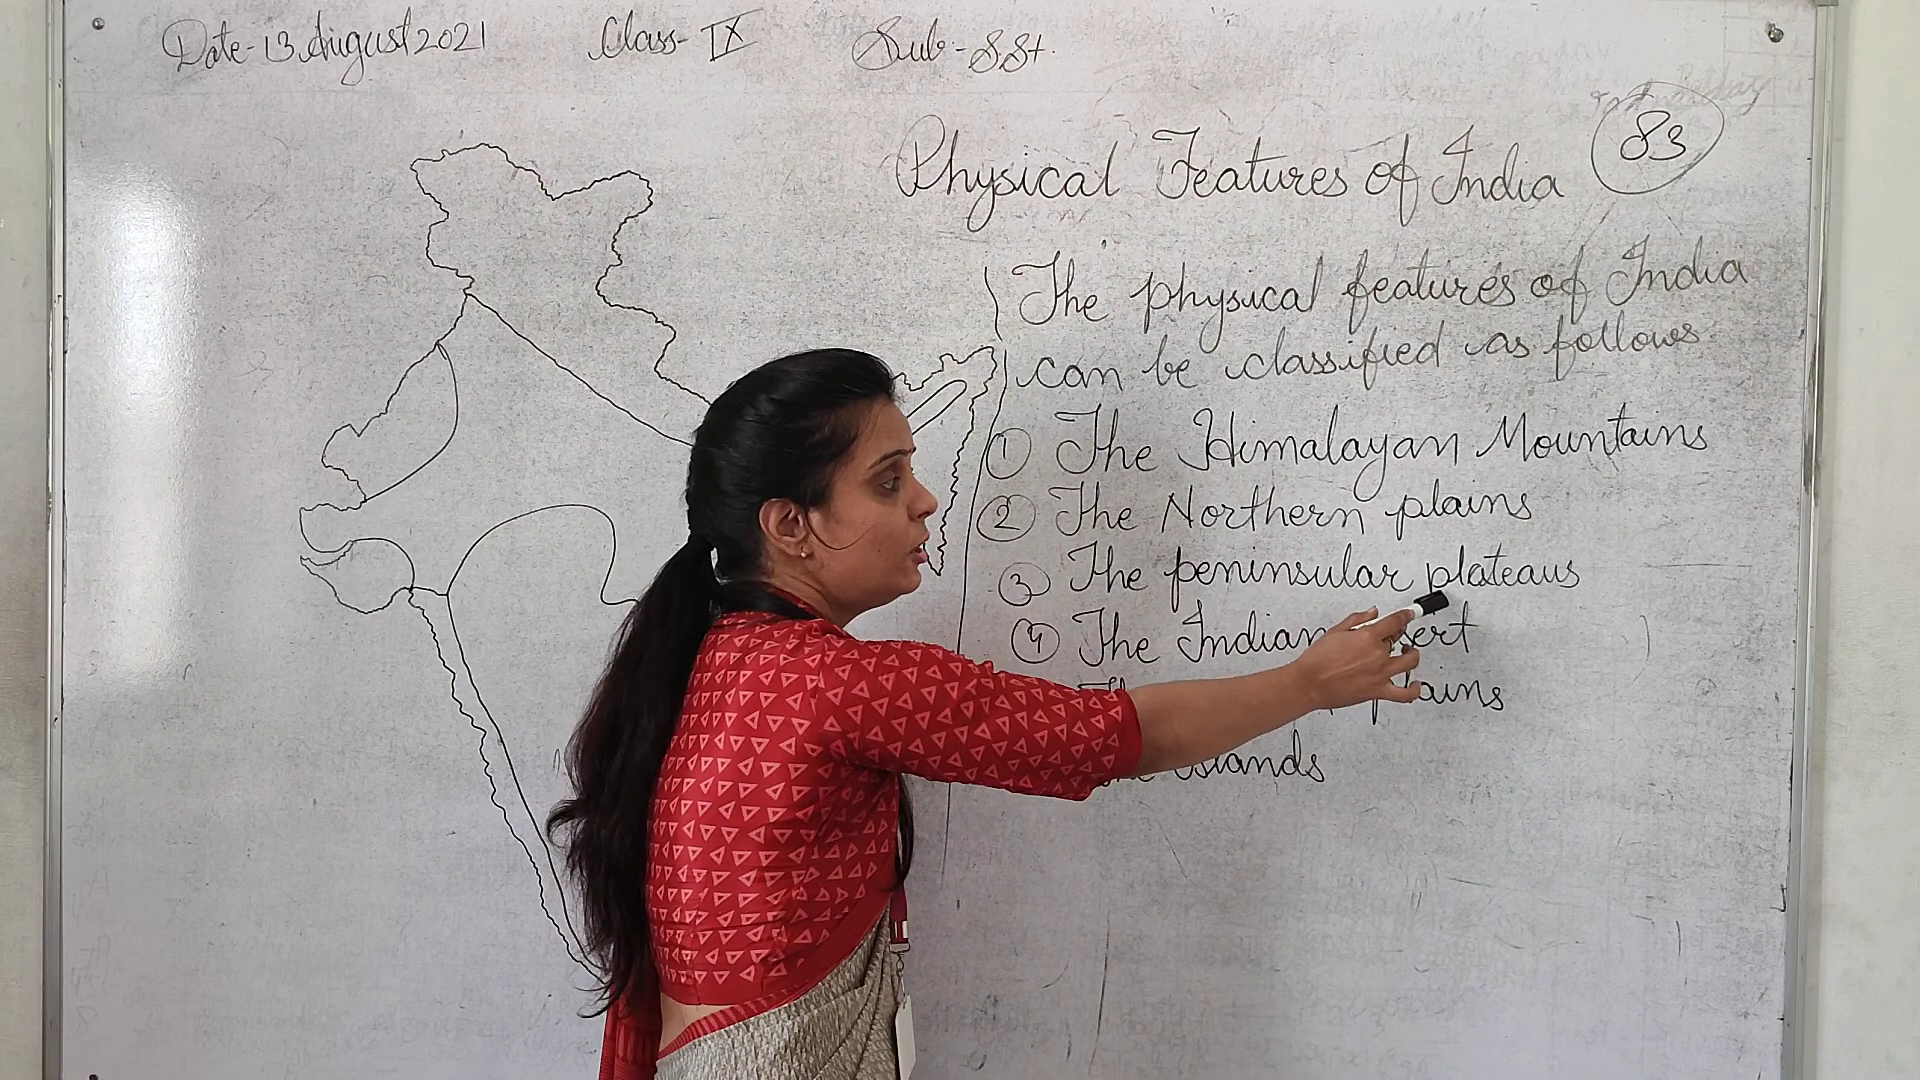 Date-13 August 2021 Class-IX Sub-S.St.
Physical Features of India 83
The physical features of India
can be classified as follows
① The Himalayan Mountains
② The Northern plains
③ The peninsular plateaus
④ The Indian
plains
Islands